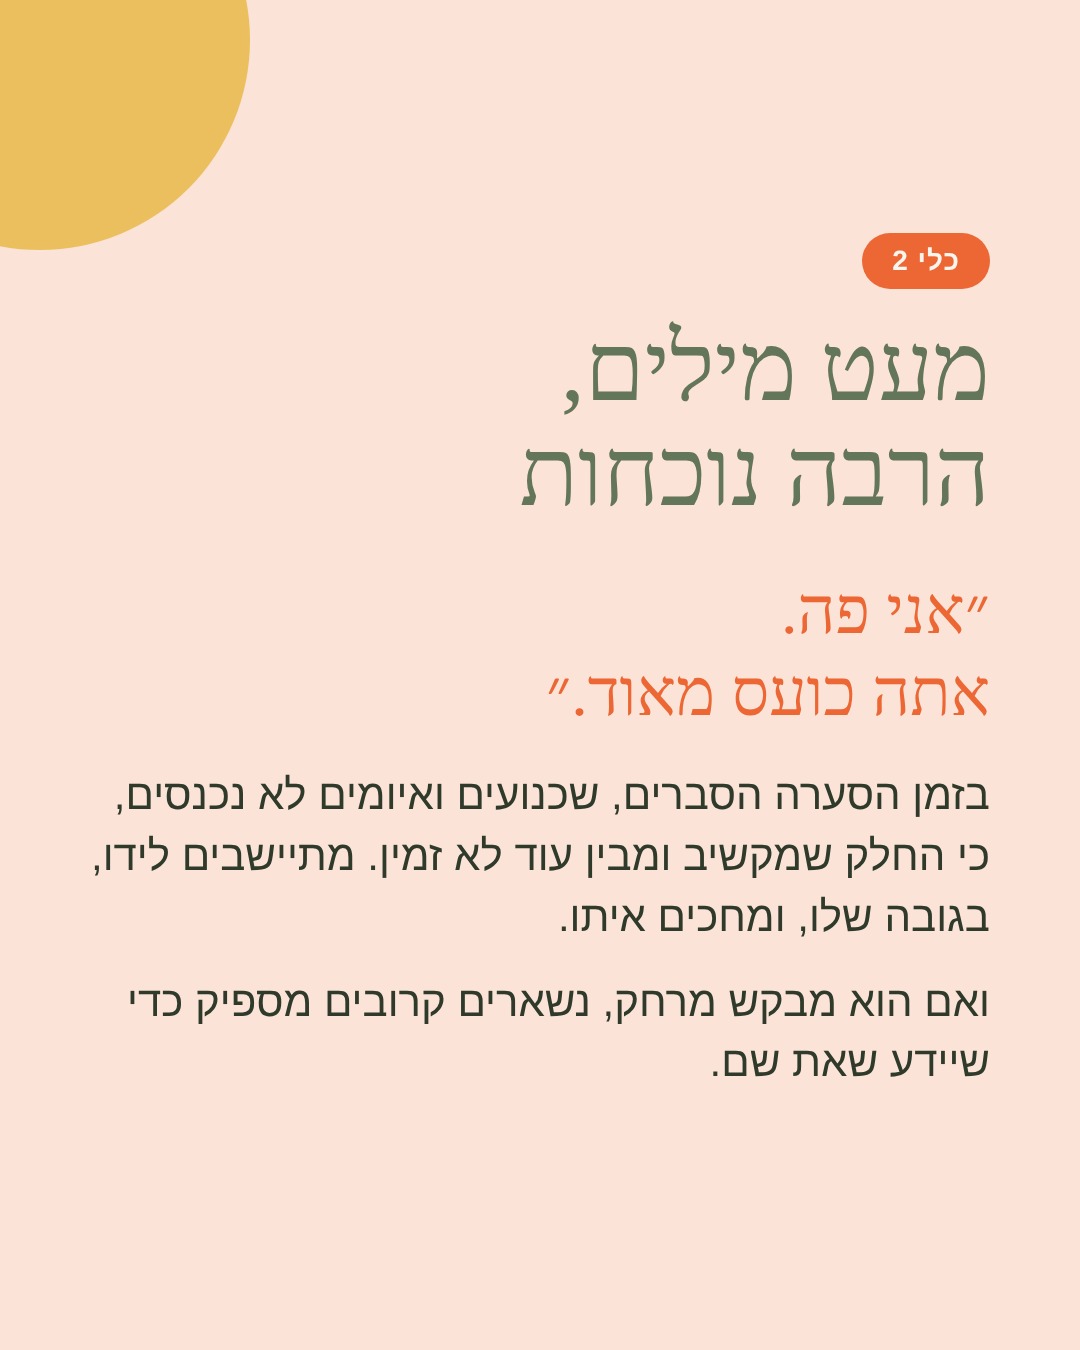 כלי 2
מעט מילים,
הרבה נוכחות
״אני פה.
אתה כועס מאוד.״
בזמן הסערה הסברים, שכנועים ואיומים לא נכנסים,
כי החלק שמקשיב ומבין עוד לא זמין. מתיישבים לידו,
בגובה שלו, ומחכים איתו.
ואם הוא מבקש מרחק, נשארים קרובים מספיק כדי
שיידע שאת שם.